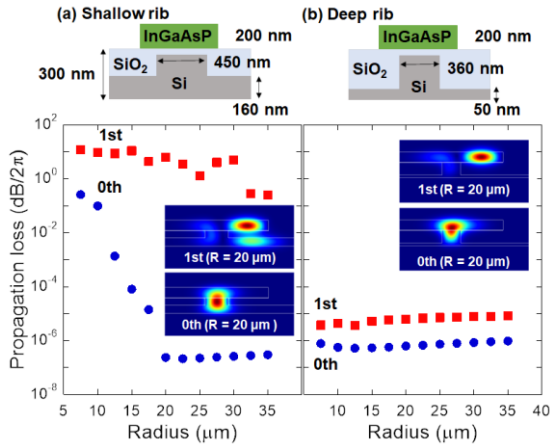 (a) Shallow rib
(b) Deep rib
InGaAsP
200 nm
InGaAsP
200 nm
300 nm
SiO2
450 nm
Si
160 nm
SiO2
360 nm
Si
50 nm
Propagation loss (dB/2π)
10^2
10^0
10^-2
10^-4
10^-6
10^-8
1st
0th
1st (R = 20 μm)
0th (R = 20 μm)
1st (R = 20 μm)
0th (R = 20 μm)
1st
0th
5 10 15 20 25 30 35
10 15 20 25 30 35 40
Radius (μm)
Radius (μm)